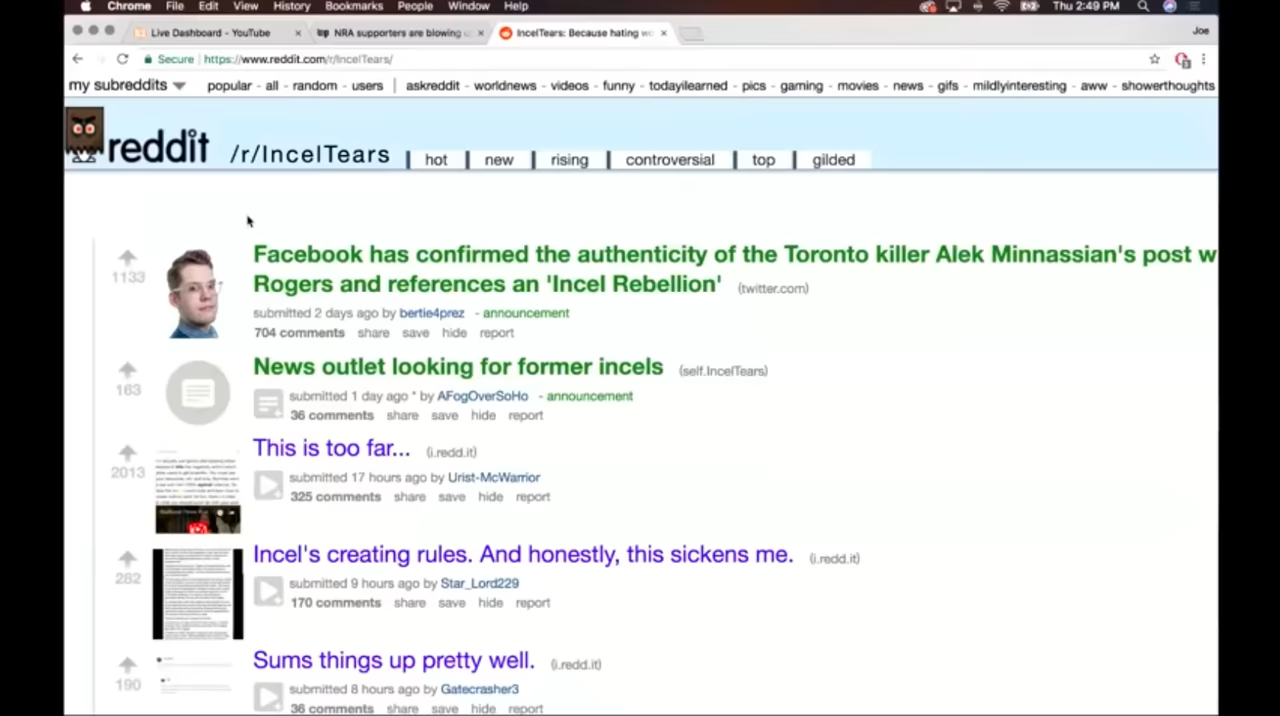 Chrome File Edit View History Bookmarks People Window Help Thu 2:49 PM
Live Dashboard - YouTube NRA supporters are blowing u IncelTears: Because hating wo Joe
Secure https://www.reddit.com/r/IncelTears/
my subreddits popular - all - random - users | askreddit - worldnews - videos - funny - todayilearned - pics - gaming - movies - news - gifs - mildlyinteresting - aww - showerthoughts
reddit /r/IncelTears hot new rising controversial top gilded
Facebook has confirmed the authenticity of the Toronto killer Alek Minnassian's post w
1133
Rogers and references an 'Incel Rebellion' (twitter.com)
submitted 2 days ago by bertie4prez - announcement
704 comments share save hide report
News outlet looking for former incels (self.IncelTears)
163
submitted 1 day ago * by AFogOverSoHo - announcement
36 comments share save hide report
This is too far... (i.redd.it)
2013
submitted 17 hours ago by Urist-McWarrior
325 comments share save hide report
Incel's creating rules. And honestly, this sickens me. (i.redd.it)
282
submitted 9 hours ago by Star_Lord229
170 comments share save hide report
Sums things up pretty well. (i.redd.it)
190
submitted 8 hours ago by Gatecrasher3
36 comments share save hide report